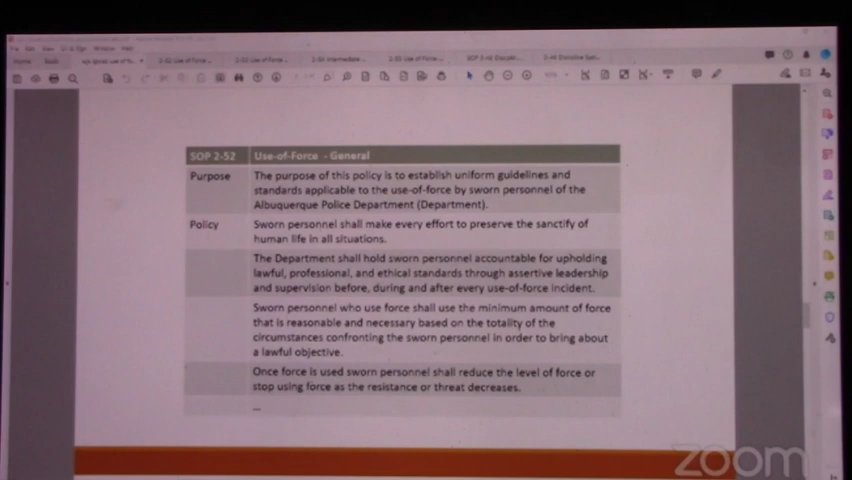 Home
Tools
SOP 2-52 Use-of-Force - General
Purpose The purpose of this policy is to establish uniform guidelines and
standards applicable to the use-of-force by sworn personnel of the
Albuquerque Police Department (Department).
Policy Sworn personnel shall make every effort to preserve the sanctify of
human life in all situations.
The Department shall hold sworn personnel accountable for upholding
lawful, professional, and ethical standards through assertive leadership
and supervision before, during and after every use-of-force incident.
Sworn personnel who use force shall use the minimum amount of force
that is reasonable and necessary based on the totality of the
circumstances confronting the sworn personnel in order to bring about
a lawful objective.
Once force is used sworn personnel shall reduce the level of force or
stop using force as the resistance or threat decreases.
zoom